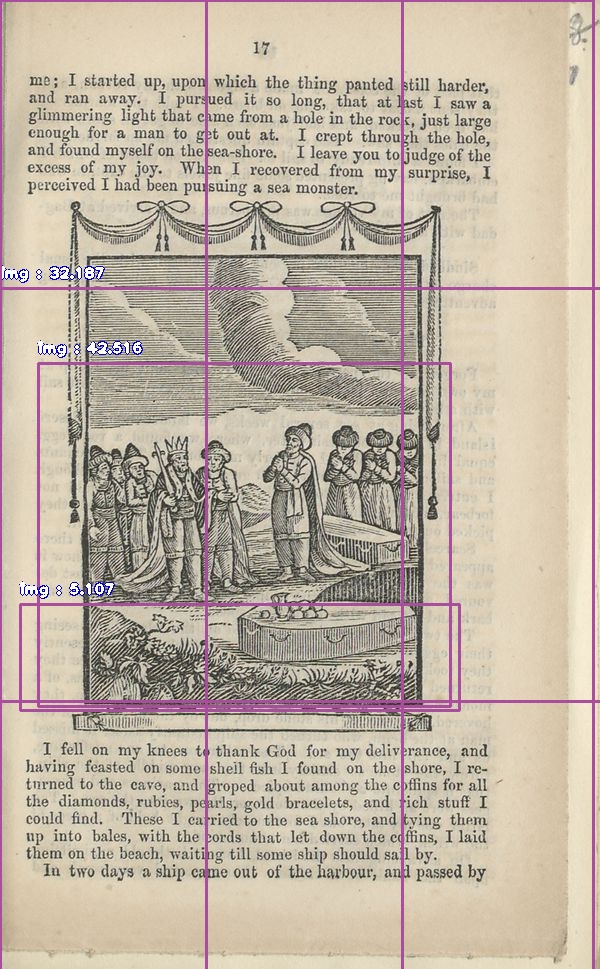 17
me; I started up, upon which the thing panted still harder,
and ran away. I pursued it so long, that at last I saw a
glimmering light that came from a hole in the rock, just large
enough for a man to get out at. I crept through the hole,
and found myself on the sea-shore. I leave you to judge of the
excess of my joy. When I recovered from my surprise, I
perceived I had been pursuing a sea monster.
img : 32.187
img : 42.516
img : 5.107
I fell on my knees to thank God for my deliverance, and
having feasted on some shell fish I found on the shore, I re-
turned to the cave, and groped about among the coffins for all
the diamonds, rubies, pearls, gold bracelets, and rich stuff I
could find. These I carried to the sea shore, and tying them
up into bales, with the cords that let down the coffins, I laid
them on the beach, waiting till some ship should sail by.
In two days a ship came out of the harbour, and passed by